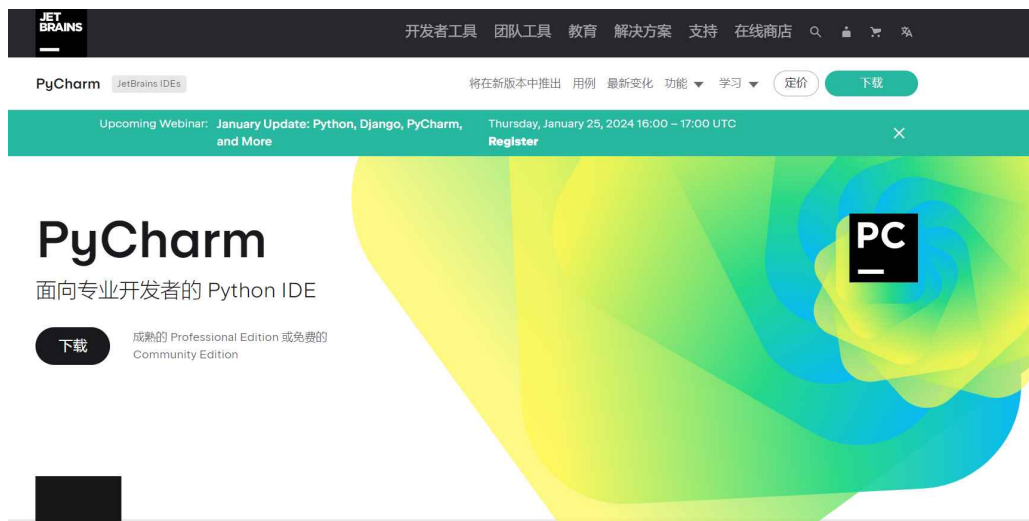 JET
BRAINS
开发者工具 团队工具 教育 解决方案 支持 在线商店
PyCharm JetBrains IDEs 将在新版本中推出 用例 最新变化 功能 学习 定价 下载
Upcoming Webinar: January Update: Python, Django, PyCharm, Thursday, January 25, 2024 16:00 – 17:00 UTC
and More Register
PyCharm
PC
面向专业开发者的 Python IDE
下载 成熟的 Professional Edition 或免费的
Community Edition